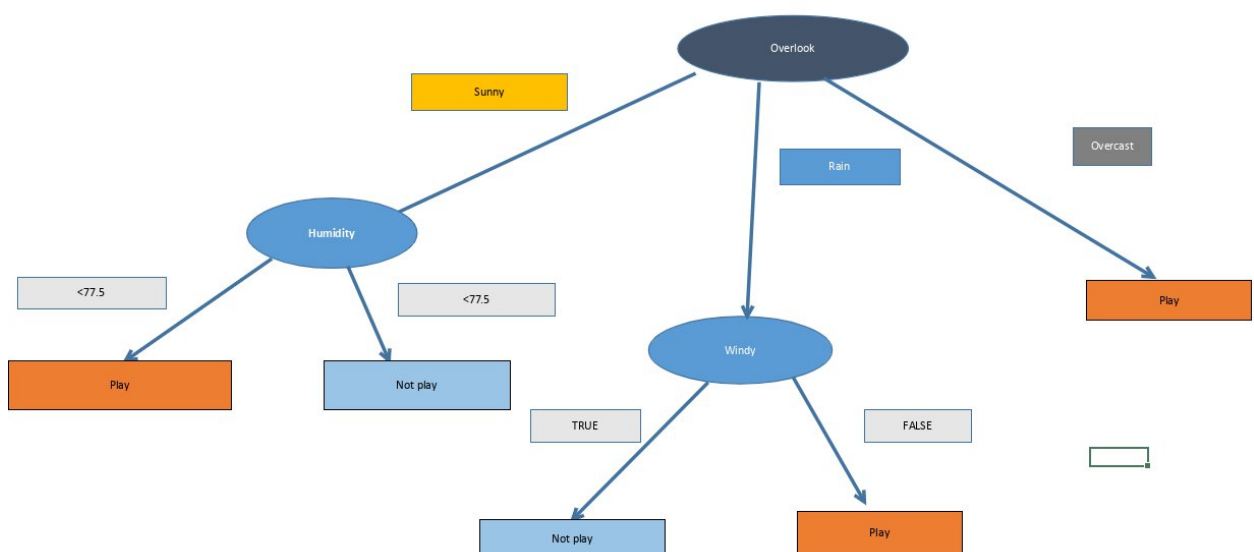 Overlook
Sunny
Overcast
Rain
Humidity
<77.5
<77.5
Play
Windy
Play
Not play
TRUE
FALSE
Not play
Play